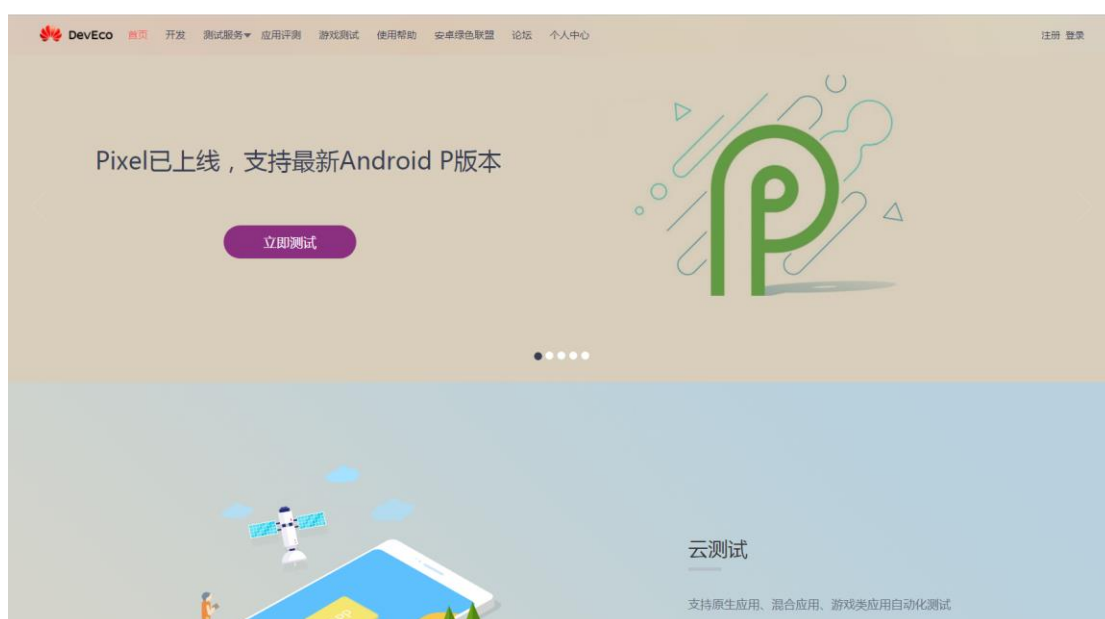 DevEco 首页 开发 测试服务▾ 应用评测 游戏测试 使用帮助 安卓绿色联盟 论坛 个人中心 注册 登录
Pixel已上线，支持最新Android P版本
立即测试
云测试
支持原生应用、混合应用、游戏类应用自动化测试